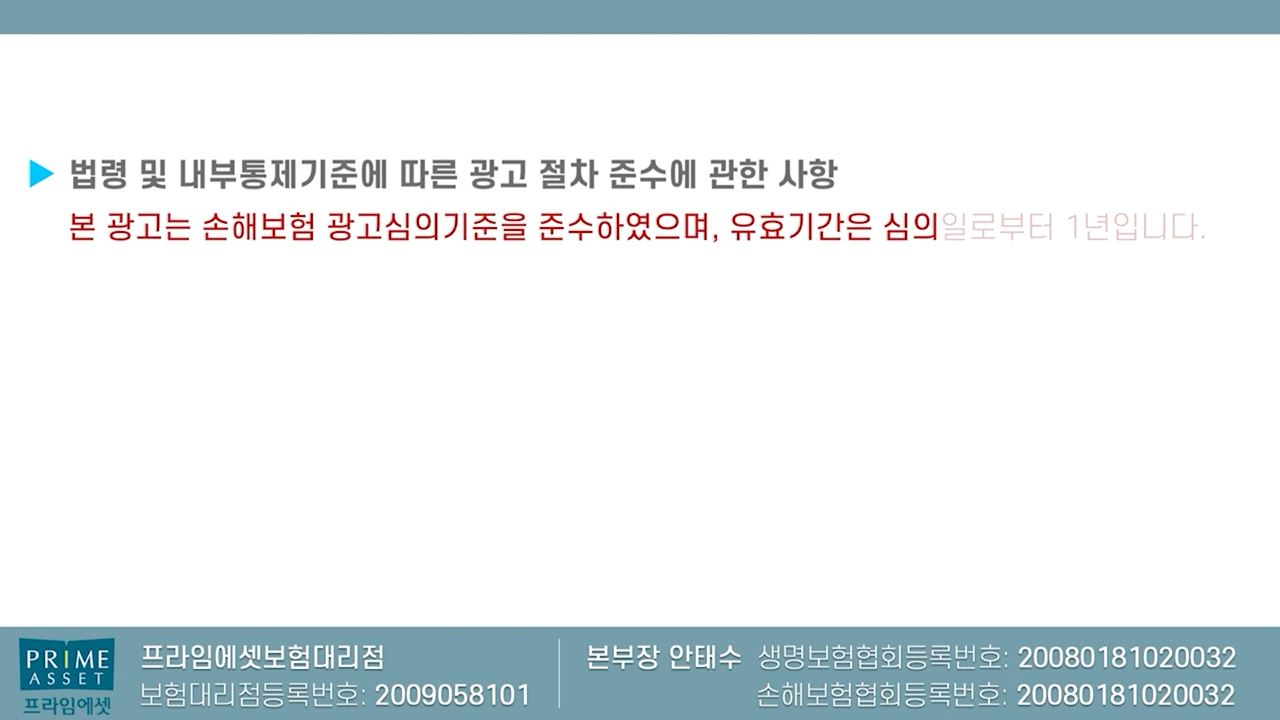 ▶ 법령 및 내부통제기준에 따른 광고 절차 준수에 관한 사항
본 광고는 손해보험 광고심의기준을 준수하였으며, 유효기간은 심의일로부터 1년입니다.
PRIME
ASSET
프라임에셋
프라임에셋보험대리점
보험대리점등록번호: 2009058101
본부장 안태수 생명보험협회등록번호: 20080181020032
손해보험협회등록번호: 20080181020032